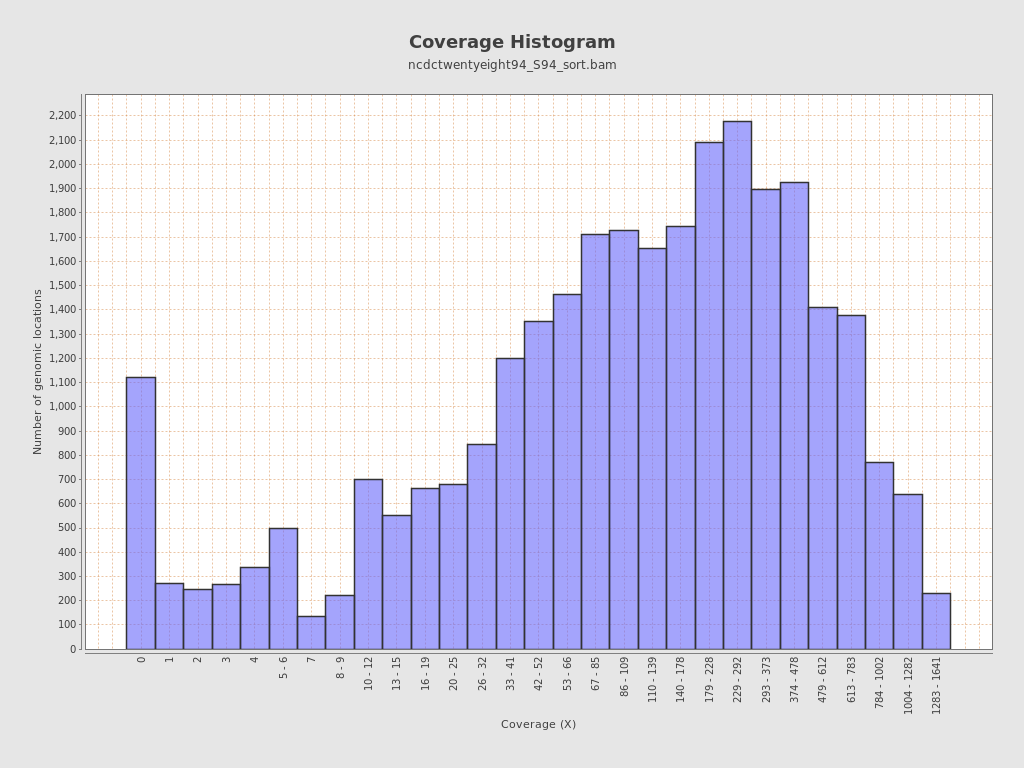 Coverage Histogram
ncdctwentyeight94_S94_sort.bam
Number of genomic locations
2,200
2,100
2,000
1,900
1,800
1,700
1,600
1,500
1,400
1,300
1,200
1,100
1,000
900
800
700
600
500
400
300
200
100
0
0
1
2
3
4
5 - 6
7
8 - 9
10 - 12
13 - 15
16 - 19
20 - 25
26 - 32
33 - 41
42 - 52
53 - 66
67 - 85
86 - 109
110 - 139
140 - 178
179 - 228
229 - 292
293 - 373
374 - 478
479 - 612
613 - 783
784 - 1002
1004 - 1282
1283 - 1641
Coverage (X)